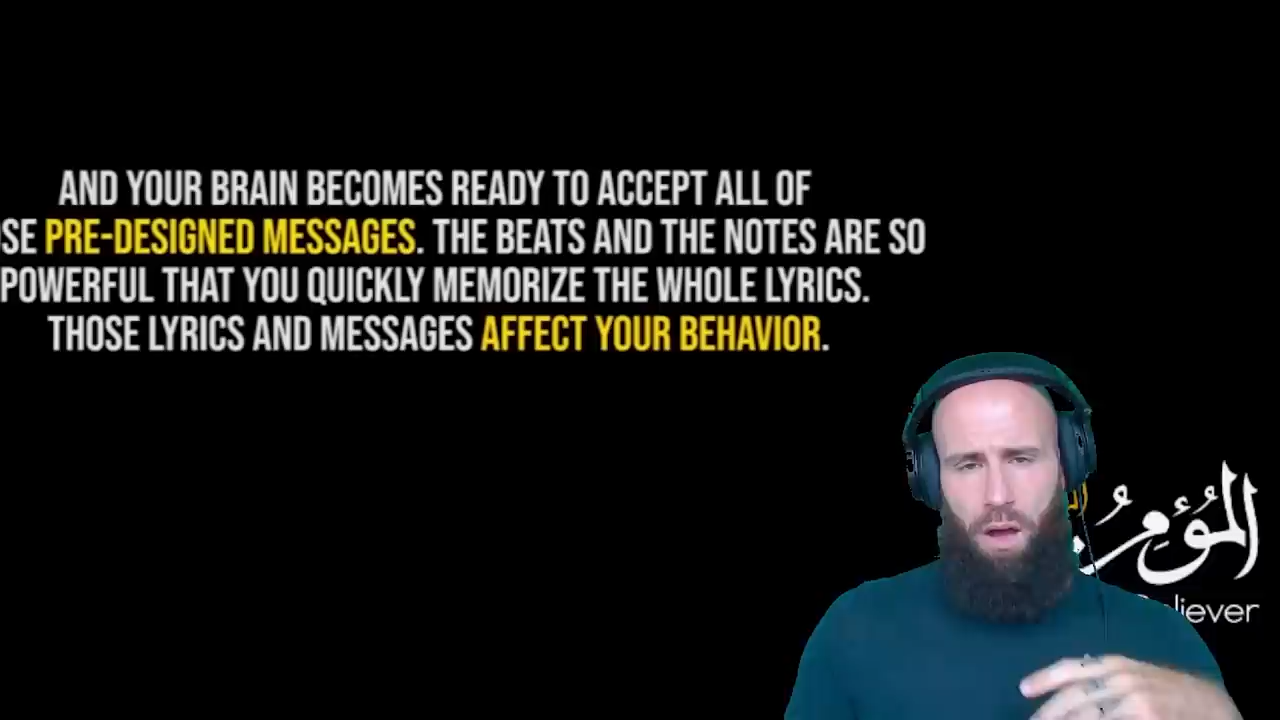 AND YOUR BRAIN BECOMES READY TO ACCEPT ALL OF
SE PRE-DESIGNED MESSAGES. THE BEATS AND THE NOTES ARE SO
POWERFUL THAT YOU QUICKLY MEMORIZE THE WHOLE LYRICS.
THOSE LYRICS AND MESSAGES AFFECT YOUR BEHAVIOR.
المؤمن